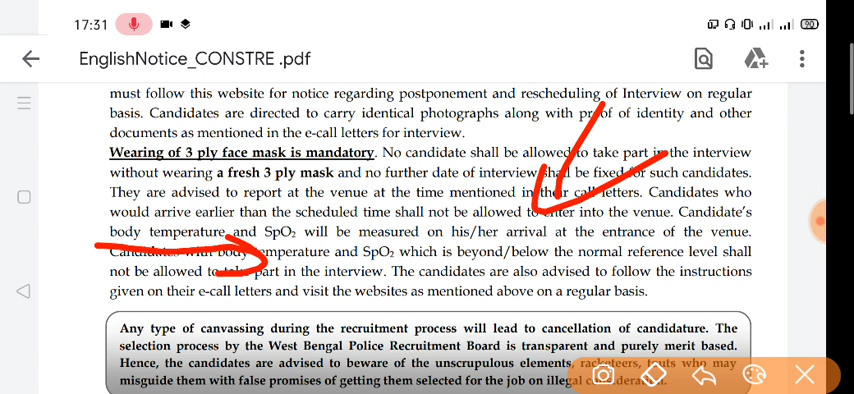 17:31
90
EnglishNotice_CONSTRE .pdf
must follow this website for notice regarding postponement and rescheduling of Interview on regular
basis. Candidates are directed to carry identical photographs along with proof of identity and other
documents as mentioned in the e-call letters for interview.
Wearing of 3 ply face mask is mandatory. No candidate shall be allowed to take part in the interview
without wearing a fresh 3 ply mask and no further date of interview shall be fixed for such candidates.
They are advised to report at the venue at the time mentioned in their call letters. Candidates who
would arrive earlier than the scheduled time shall not be allowed to enter into the venue. Candidate's
body temperature and SpO₂ will be measured on his/her arrival at the entrance of the venue.
Candidates with body temperature and SpO₂ which is beyond/below the normal reference level shall
not be allowed to take part in the interview. The candidates are also advised to follow the instructions
given on their e-call letters and visit the websites as mentioned above on a regular basis.
Any type of canvassing during the recruitment process will lead to cancellation of candidature. The
selection process by the West Bengal Police Recruitment Board is transparent and purely merit based.
Hence, the candidates are advised to beware of the unscrupulous elements, racketeers, touts who may
misguide them with false promises of getting them selected for the job on illegal